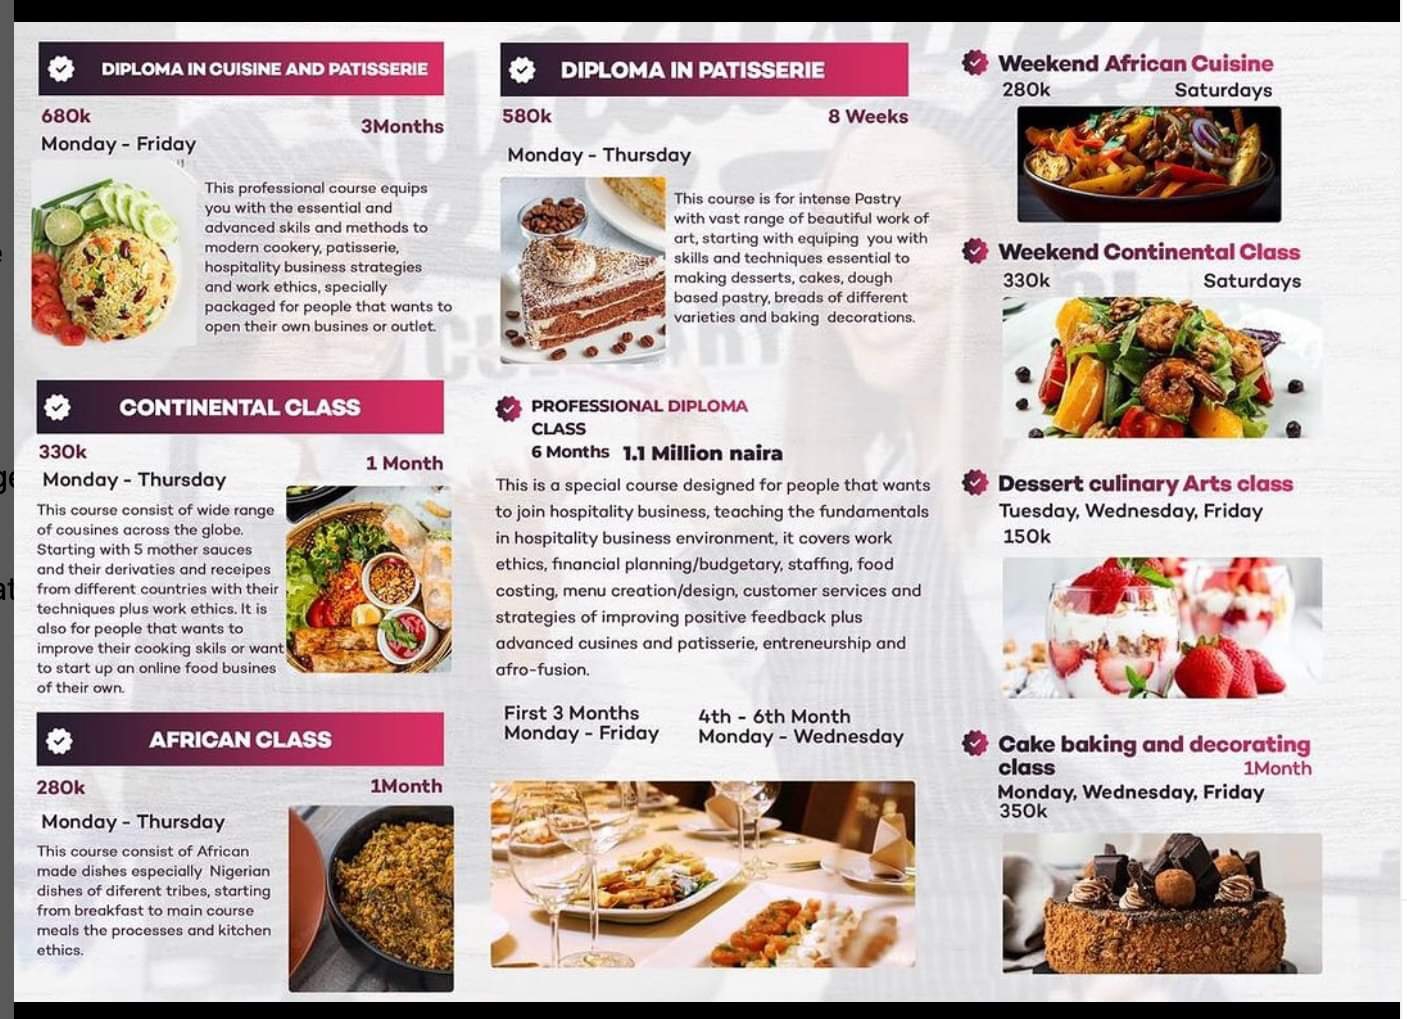 DIPLOMA IN CUISINE AND PATISSERIE
680k
3Months
Monday - Friday
This professional course equips
you with the essential and
advanced skils and methods to
modern cookery, patisserie,
hospitality business strategies
and work ethics, specially
packaged for people that wants to
open their own busines or outlet.
CONTINENTAL CLASS
330k
1 Month
Monday - Thursday
This course consist of wide range
of cousines across the globe.
Starting with 5 mother sauces
and their derivaties and receipes
from different countries with their
techniques plus work ethics. It is
also for people that wants to
improve their cooking skils or want
to start up an online food busines
of their own.
AFRICAN CLASS
280k
1Month
Monday - Thursday
This course consist of African
made dishes especially Nigerian
dishes of diferent tribes, starting
from breakfast to main course
meals the processes and kitchen
ethics.
DIPLOMA IN PATISSERIE
580k
8 Weeks
Monday - Thursday
This course is for intense Pastry
with vast range of beautiful work of
art, starting with equiping you with
skills and techniques essential to
making desserts, cakes, dough
based pastry, breads of different
varieties and baking decorations.
PROFESSIONAL DIPLOMA
CLASS
6 Months 1.1 Million naira
This is a special course designed for people that wants
to join hospitality business, teaching the fundamentals
in hospitality business environment, it covers work
ethics, financial planning/budgetary, staffing, food
costing, menu creation/design, customer services and
strategies of improving positive feedback plus
advanced cusines and patisserie, entreneurship and
afro-fusion.
First 3 Months
Monday - Friday
4th - 6th Month
Monday - Wednesday
Weekend African Cuisine
280k Saturdays
Weekend Continental Class
330k Saturdays
Dessert culinary Arts class
Tuesday, Wednesday, Friday
150k
Cake baking and decorating
class 1Month
Monday, Wednesday, Friday
350k